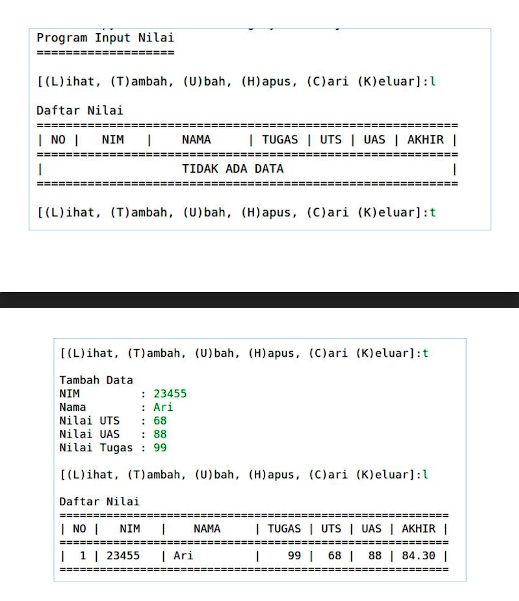 Program Input Nilai
===================
[(L)ihat, (T)ambah, (U)bah, (H)apus, (C)ari (K)eluar]:l
Daftar Nilai
==========================================================
| NO |   NIM   |    NAMA     | TUGAS | UTS | UAS | AKHIR |
==========================================================
|                   TIDAK ADA DATA                       |
==========================================================
[(L)ihat, (T)ambah, (U)bah, (H)apus, (C)ari (K)eluar]:t
[(L)ihat, (T)ambah, (U)bah, (H)apus, (C)ari (K)eluar]:t
Tambah Data
NIM         : 23455
Nama        : Ari
Nilai UTS   : 68
Nilai UAS   : 88
Nilai Tugas : 99
[(L)ihat, (T)ambah, (U)bah, (H)apus, (C)ari (K)eluar]:l
Daftar Nilai
==========================================================
| NO |   NIM   |    NAMA     | TUGAS | UTS | UAS | AKHIR |
==========================================================
|  1 | 23455   | Ari         |    99 |  68 |  88 | 84.30 |
==========================================================